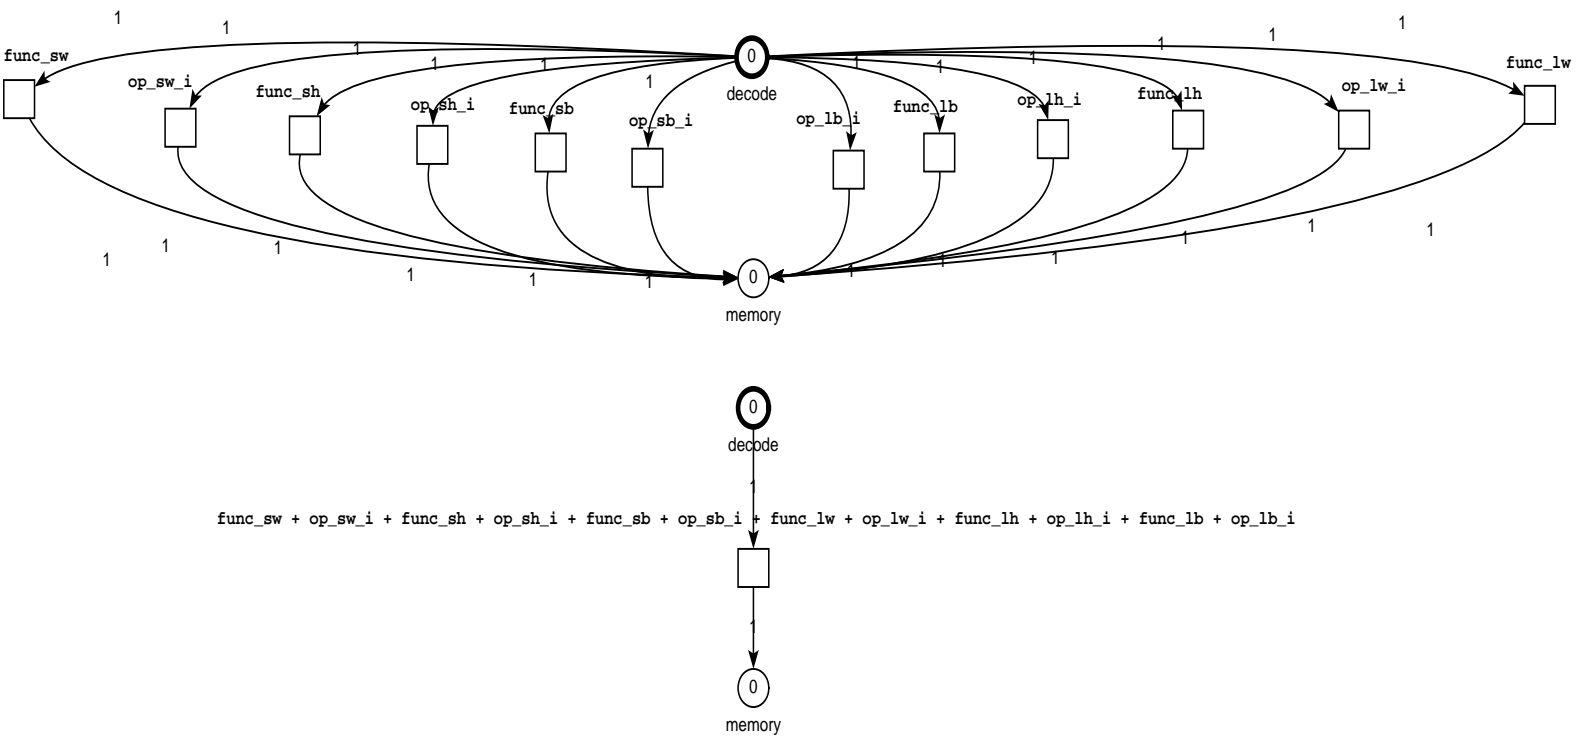 1 1 1 1 1 1 1 1 1 1 1 1
func_sw op_sw_i func_sh op_sh_i func_sb op_sb_i 0 op_lb_i func_lb op_lh_i func_lh op_lw_i func_lw
decode
1 1 1 1 1 1 1 1 1 1 1 1
0
memory
0
decode
1
func_sw + op_sw_i + func_sh + op_sh_i + func_sb + op_sb_i + func_lw + op_lw_i + func_lh + op_lh_i + func_lb + op_lb_i
1
0
memory